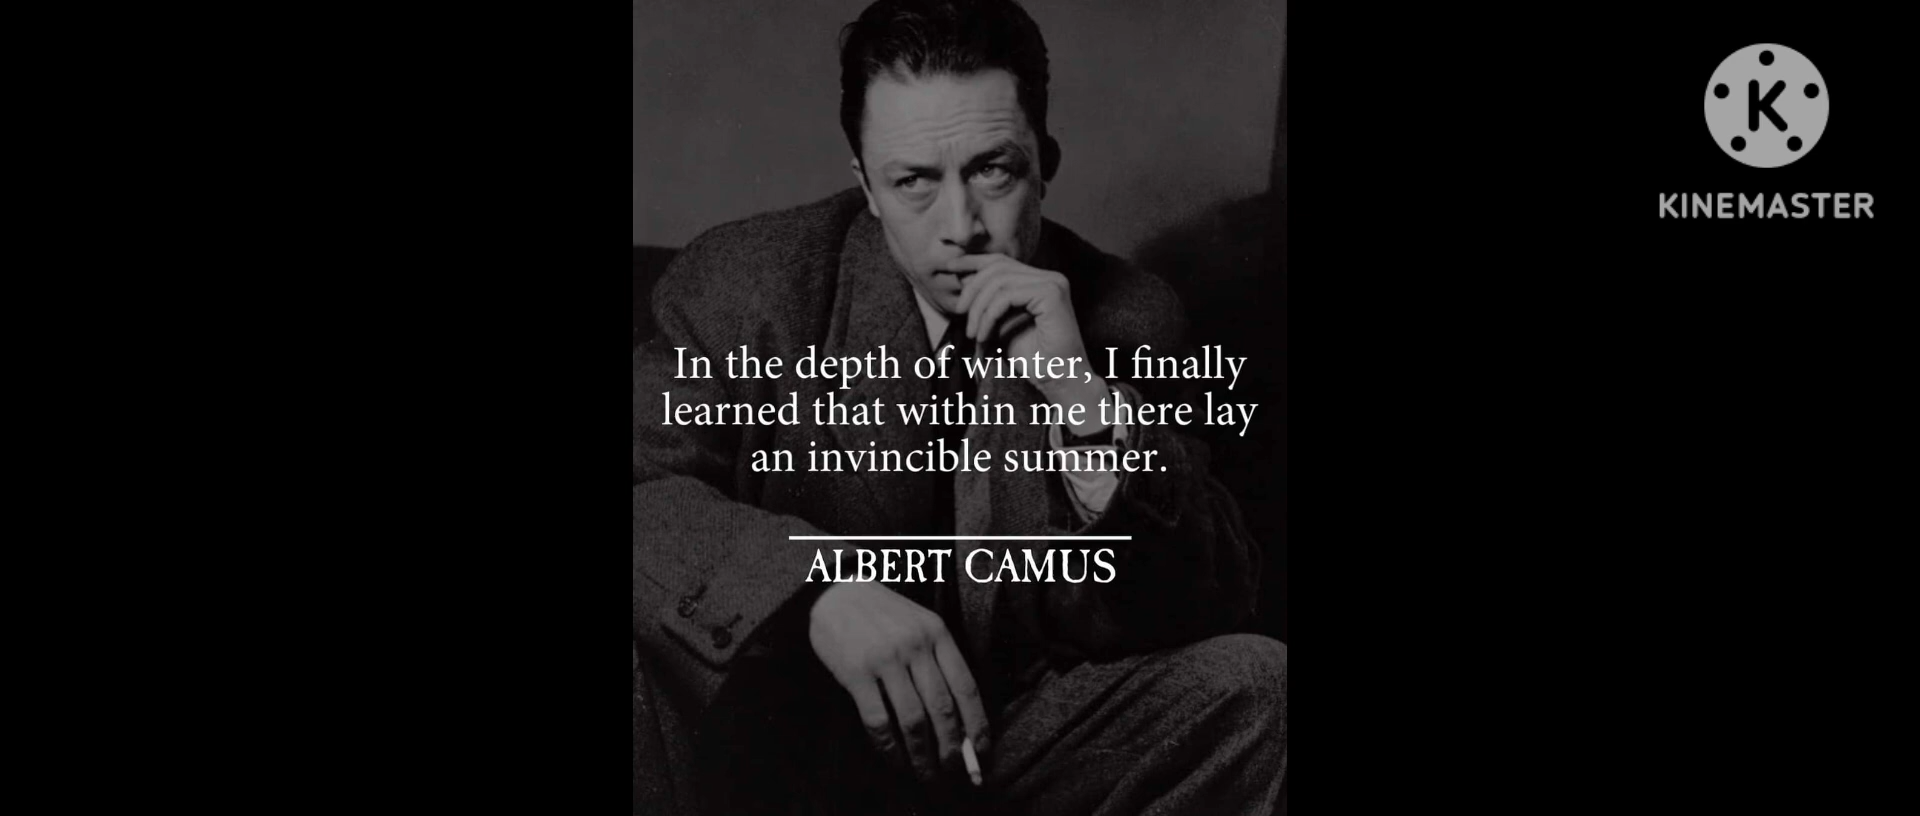 In the depth of winter, I finally
learned that within me there lay
an invincible summer.
ALBERT CAMUS
K
KINEMASTER